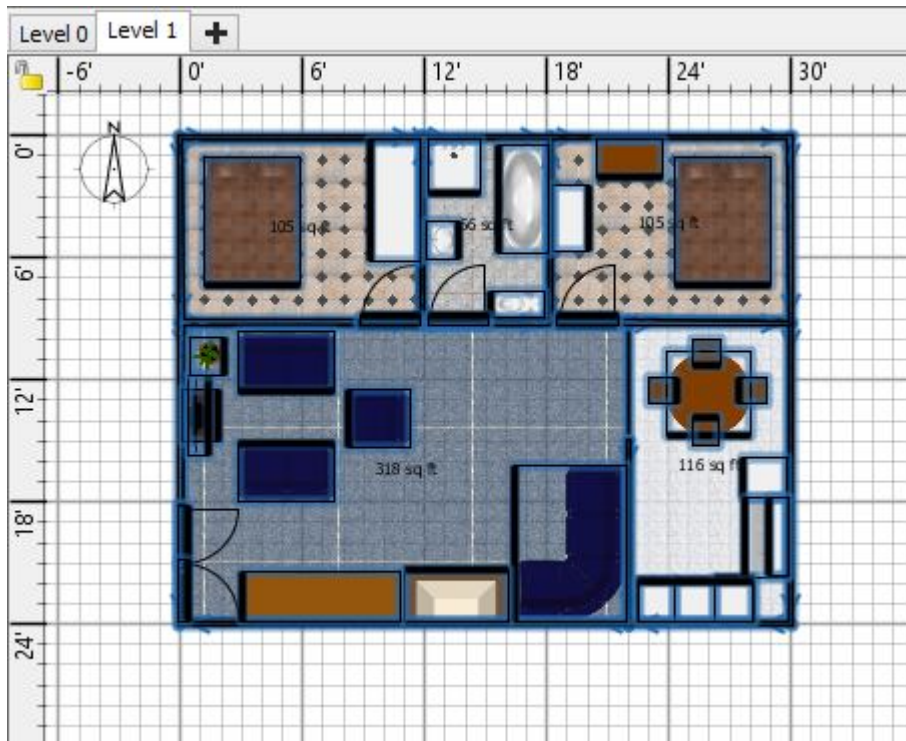 Level 0 Level 1
-6' 0' 6' 12' 18' 24' 30'
N
0'
6'
12'
18'
24'
105 sq ft
56 sq ft
105 sq ft
318 sq ft
116 sq ft